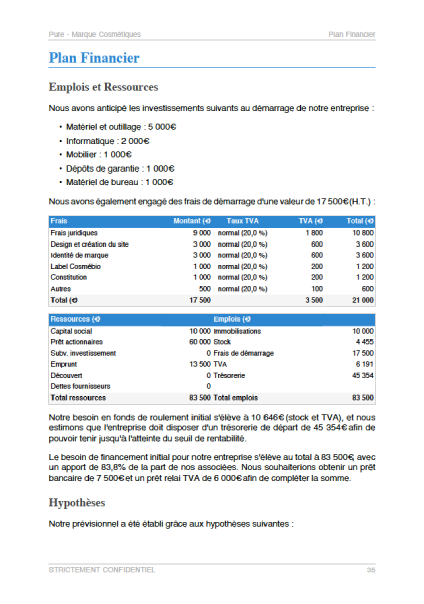 Pure - Marque Cosmétiques Plan Financier
Plan Financier
Emplois et Ressources
Nous avons anticipé les investissements suivants au démarrage de notre entreprise :
• Matériel et outillage : 5 000€
• Informatique : 2 000€
• Mobilier : 1 000€
• Dépôts de garantie : 1 000€
• Matériel de bureau : 1 000€
Nous avons également engagé des frais de démarrage d'une valeur de 17 500€(H.T.) :
Frais Montant (€) Taux TVA TVA (€) Total (€)
Frais juridiques 9 000 normal (20,0 %) 1 800 10 800
Design et création du site 3 000 normal (20,0 %) 600 3 600
Identité de marque 3 000 normal (20,0 %) 600 3 600
Label Cosmébio 1 000 normal (20,0 %) 200 1 200
Constitution 1 000 normal (20,0 %) 200 1 200
Autres 500 normal (20,0 %) 100 600
Total (€) 17 500 3 500 21 000
Ressources (€) Emplois (€)
Capital social 10 000 Immobilisations 10 000
Prêt actionnaires 60 000 Stock 4 455
Subv. investissement 0 Frais de démarrage 17 500
Emprunt 13 500 TVA 6 191
Découvert 0 Trésorerie 45 354
Dettes fournisseurs 0
Total ressources 83 500 Total emplois 83 500
Notre besoin en fonds de roulement initial s'élève à 10 646€ (stock et TVA), et nous
estimons que l'entreprise doit disposer d'un trésorerie de départ de 45 354€ afin de
pouvoir tenir jusqu'à l'atteinte du seuil de rentabilité.
Le besoin de financement initial pour notre entreprise s'élève au total à 83 500€, avec
un apport de 83,8% de la part de nos associées. Nous souhaiterions obtenir un prêt
bancaire de 7 500€ et un prêt relai TVA de 6 000€ afin de compléter la somme.
Hypothèses
Notre prévisionnel a été établi grâce aux hypothèses suivantes :
STRICTEMENT CONFIDENTIEL 35